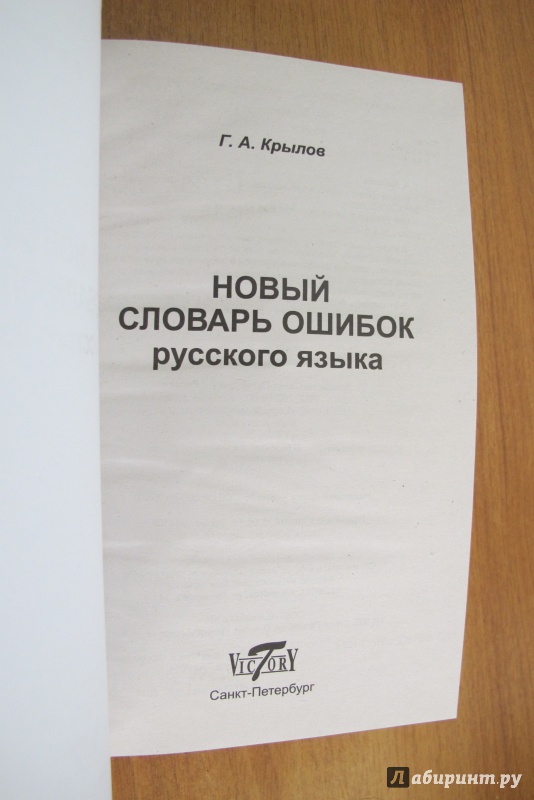 Г. А. Крылов
НОВЫЙ
СЛОВАРЬ ОШИБОК
русского языка
VICTORY
Санкт-Петербург
Лабиринт.ру